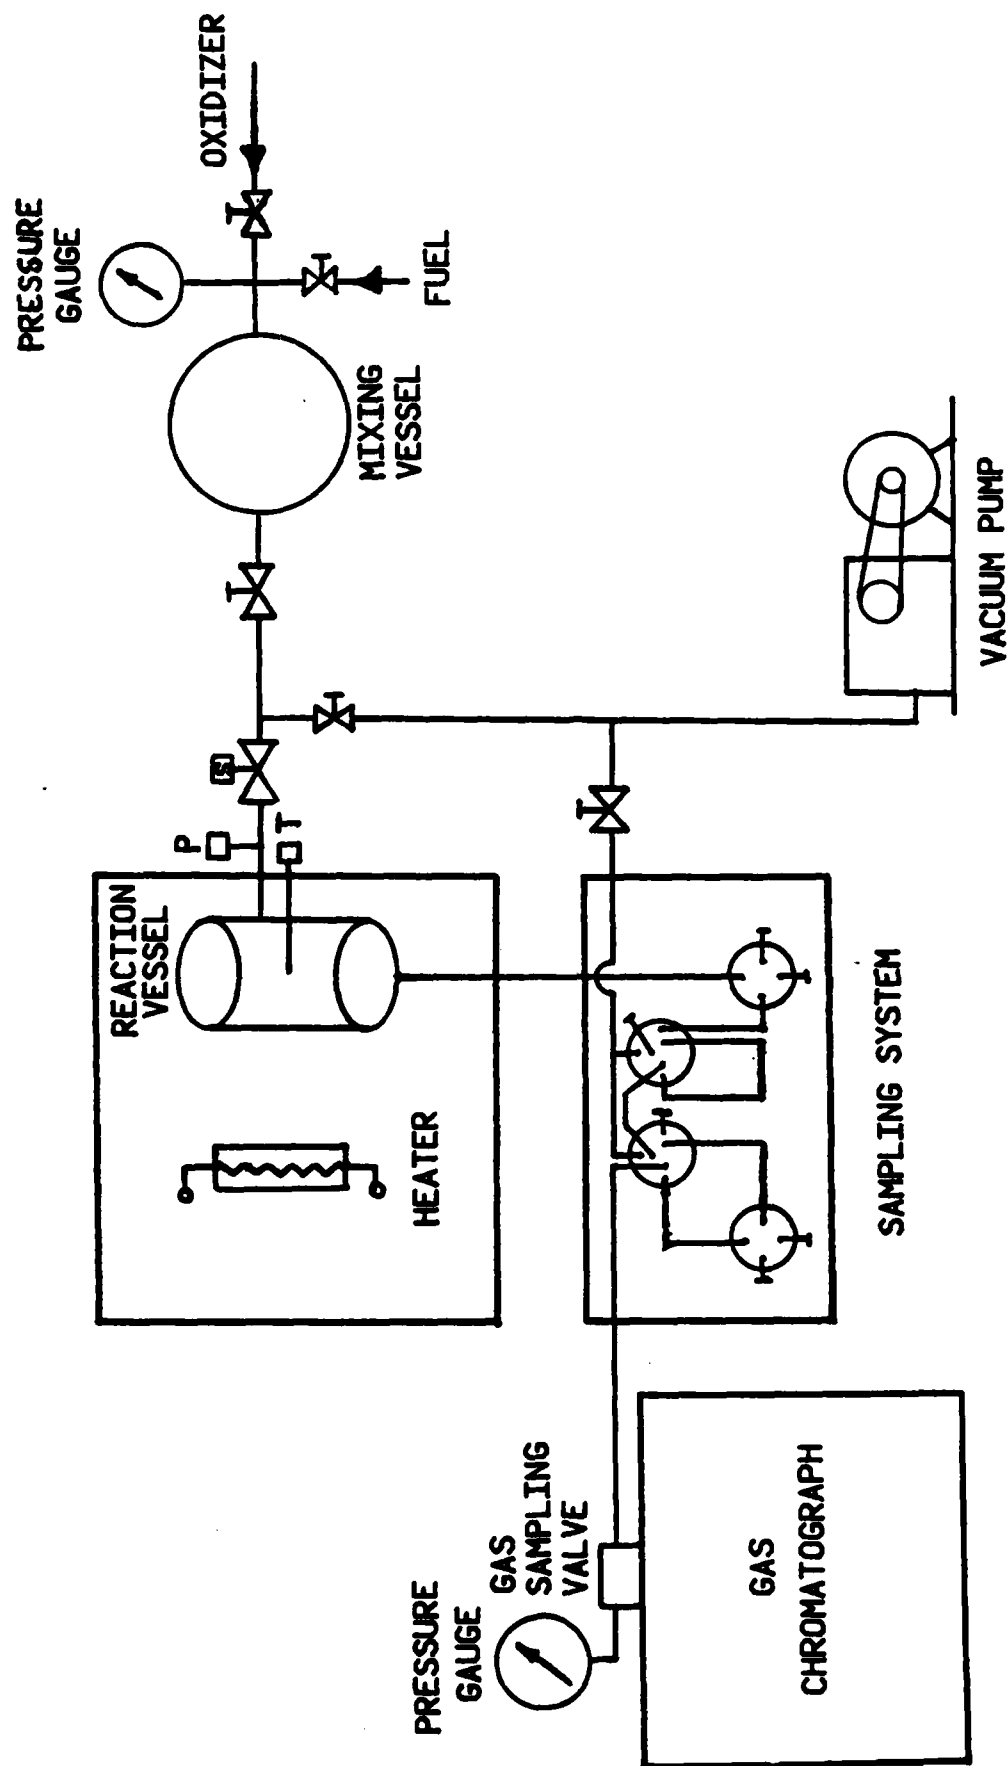 PRESSURE
GAUGE
OXIDIZER
FUEL
MIXING
VESSEL
S
P
T
REACTION
VESSEL
HEATER
VACUUM PUMP
SAMPLING SYSTEM
PRESSURE
GAUGE
GAS
SAMPLING
VALVE
GAS
CHROMATOGRAPH